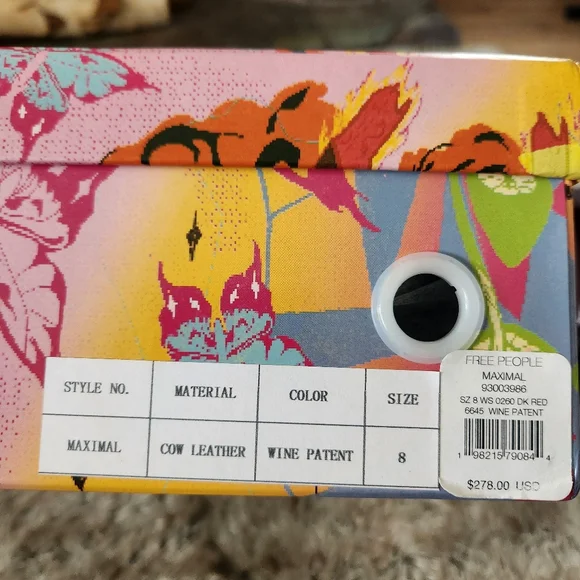 STYLE NO. MATERIAL COLOR SIZE
MAXIMAL COW LEATHER WINE PATENT 8
FREE PEOPLE
MAXIMAL
93003986
SZ 8 WS 0260 DK RED
6645 WINE PATENT
1 98215 79084 4
$278.00 USD